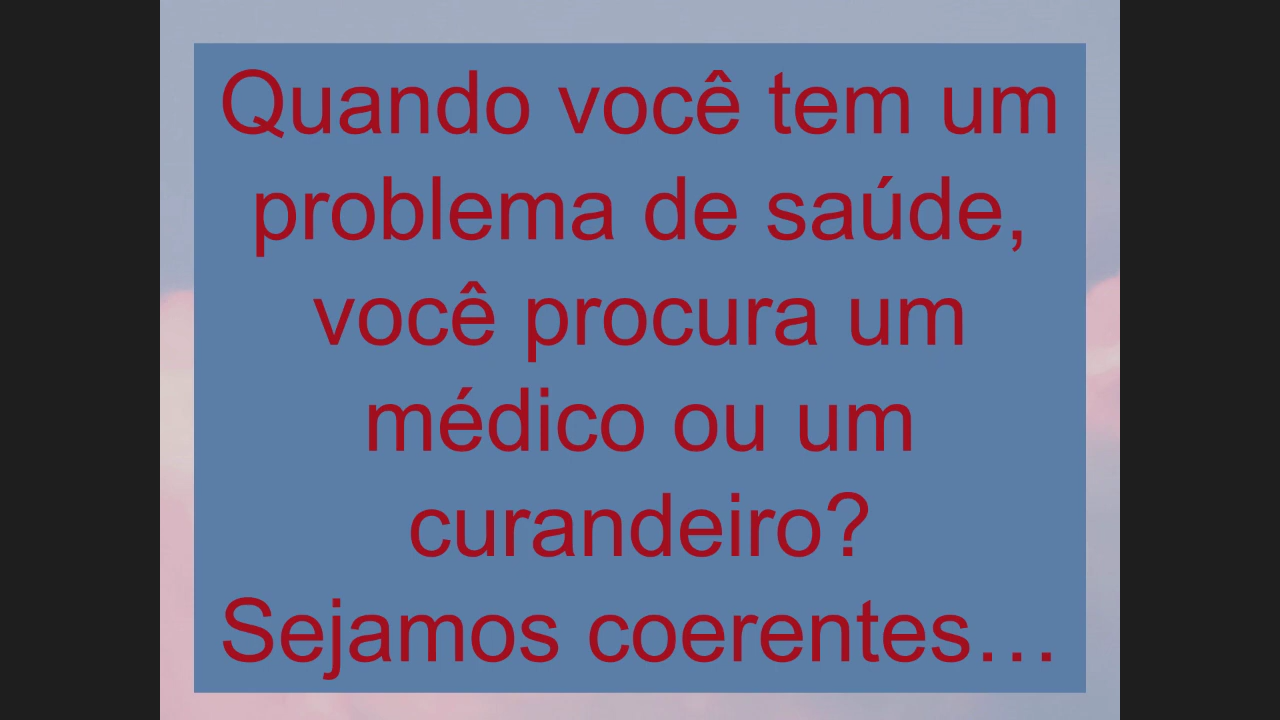 Quando você tem um
problema de saúde,
você procura um
médico ou um
curandeiro?
Sejamos coerentes…